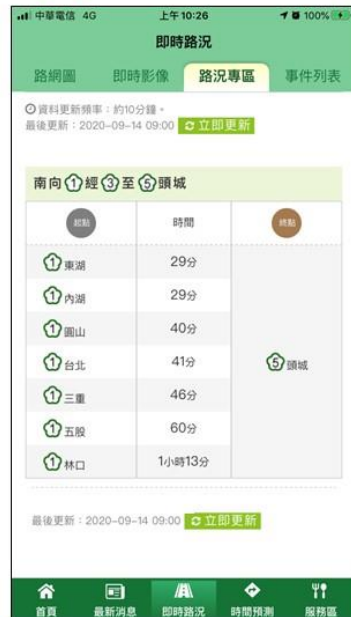 中華電信 4G 上午10:26 100%
即時路況
路網圖 即時影像 路況專區 事件列表
資料更新頻率：約10分鐘。
最後更新：2020-09-14 09:00 立即更新
南向1經3至5頭城
起點 時間 終點
1東湖 29分
1內湖 29分
1圓山 40分
1台北 41分 5頭城
1三重 46分
1五股 60分
1林口 1小時13分
最後更新：2020-09-14 09:00 立即更新
首頁 最新消息 即時路況 時間預測 服務區